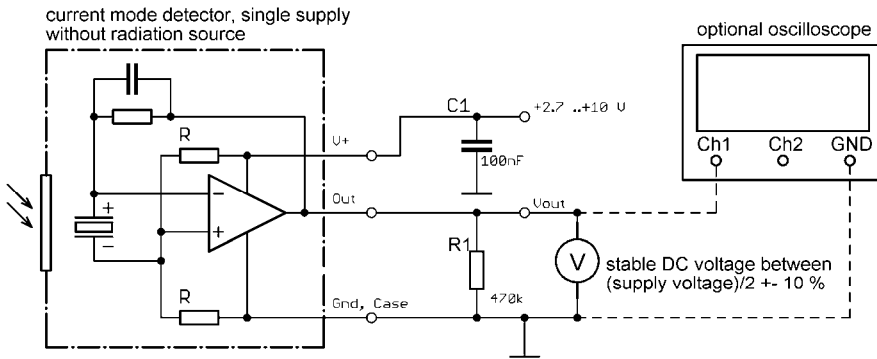 current mode detector, single supply
without radiation source
optional oscilloscope
C1
+2.7 ..+10 V
R
V+
100nF
Ch1
Ch2
GND
−
+
Out
Vout
+
−
R1
V
stable DC voltage between
(supply voltage)/2 +- 10 %
R
Gnd, Case
470k